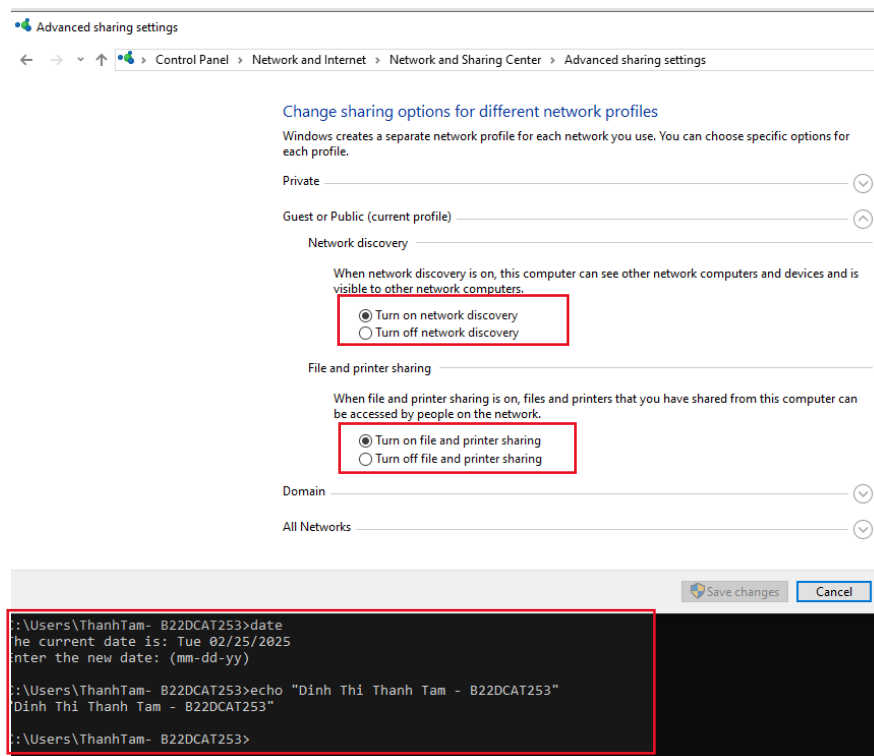 Advanced sharing settings
Control Panel > Network and Internet > Network and Sharing Center > Advanced sharing settings
Change sharing options for different network profiles
Windows creates a separate network profile for each network you use. You can choose specific options for
each profile.
Private
Guest or Public (current profile)
Network discovery
When network discovery is on, this computer can see other network computers and devices and is
visible to other network computers.
Turn on network discovery
Turn off network discovery
File and printer sharing
When file and printer sharing is on, files and printers that you have shared from this computer can
be accessed by people on the network.
Turn on file and printer sharing
Turn off file and printer sharing
Domain
All Networks
Save changes Cancel
:\Users\ThanhTam- B22DCAT253>date
The current date is: Tue 02/25/2025
Enter the new date: (mm-dd-yy)
:\Users\ThanhTam- B22DCAT253>echo "Dinh Thi Thanh Tam - B22DCAT253"
"Dinh Thi Thanh Tam - B22DCAT253"
:\Users\ThanhTam- B22DCAT253>